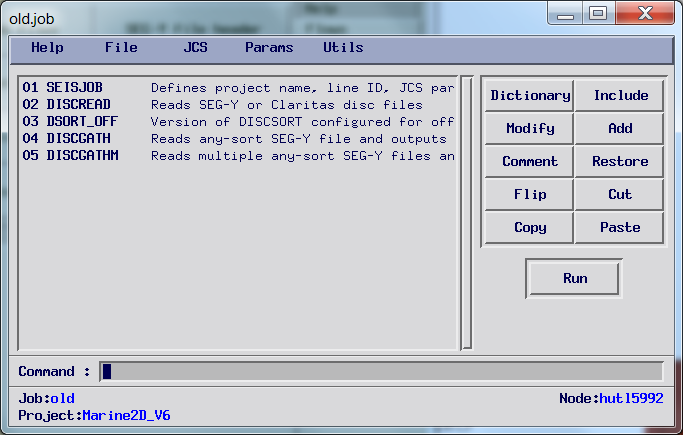 old.job
Help File JCS Params Utils
01 SEISJOB Defines project name, line ID, JCS par
02 DISCREAD Reads SEG-Y or Claritas disc files
03 DSORT_OFF Version of DISCSORT configured for off
04 DISCGATH Reads any-sort SEG-Y file and outputs
05 DISCGATHM Reads multiple any-sort SEG-Y files an
Dictionary Include
Modify Add
Comment Restore
Flip Cut
Copy Paste
Run
Command :
Job:old Node:hutl5992
Project:Marine2D_V6